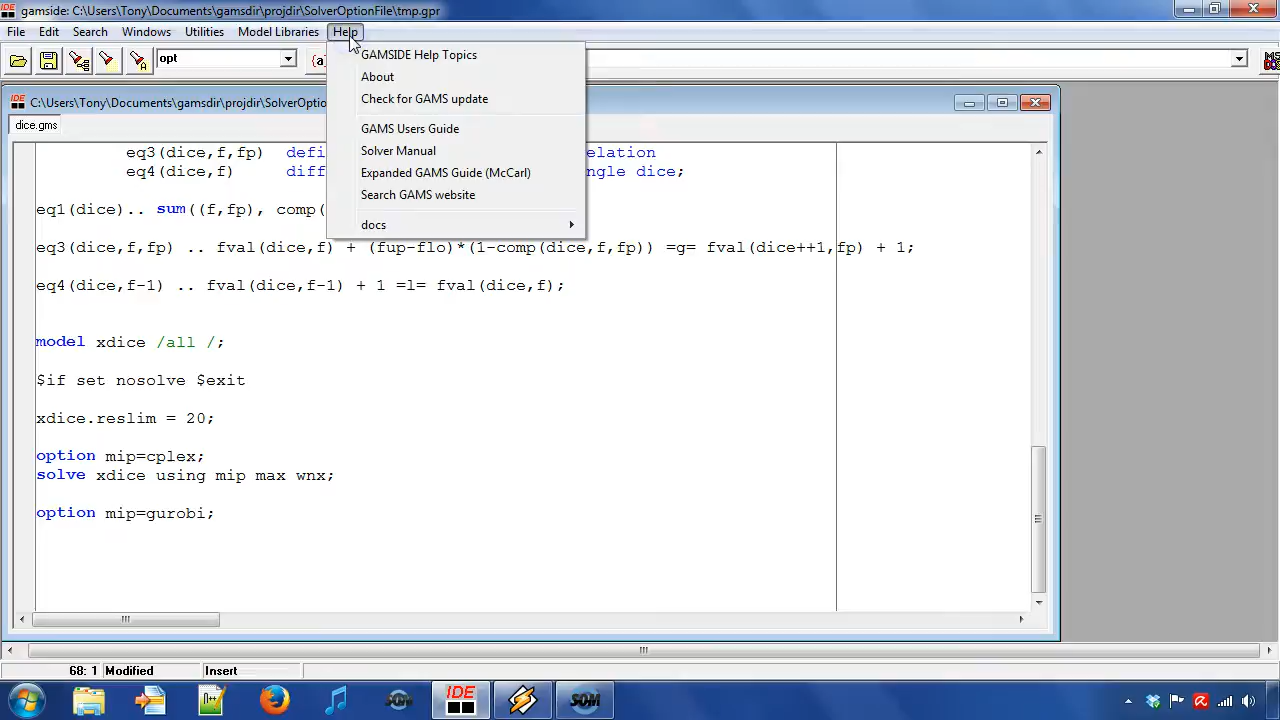 gamside: C:\Users\Tony\Documents\gamsdir\projdir\SolverOptionFile\tmp.gpr
File Edit Search Windows Utilities Model Libraries Help
opt {a}
GAMSIDE Help Topics
About
Check for GAMS update
GAMS Users Guide
Solver Manual
Expanded GAMS Guide (McCarl)
Search GAMS website
docs
IDE C:\Users\Tony\Documents\gamsdir\projdir\SolverOptio
dice.gms
eq3(dice,f,fp) defi elation
eq4(dice,f) diff ngle dice;
eq1(dice).. sum((f,fp), comp(
eq3(dice,f,fp) .. fval(dice,f) + (fup-flo)*(1-comp(dice,f,fp)) =g= fval(dice++1,fp) + 1;
eq4(dice,f-1) .. fval(dice,f-1) + 1 =l= fval(dice,f);
model xdice /all /;
$if set nosolve $exit
xdice.reslim = 20;
option mip=cplex;
solve xdice using mip max wnx;
option mip=gurobi;
68: 1 Modified Insert
IDE